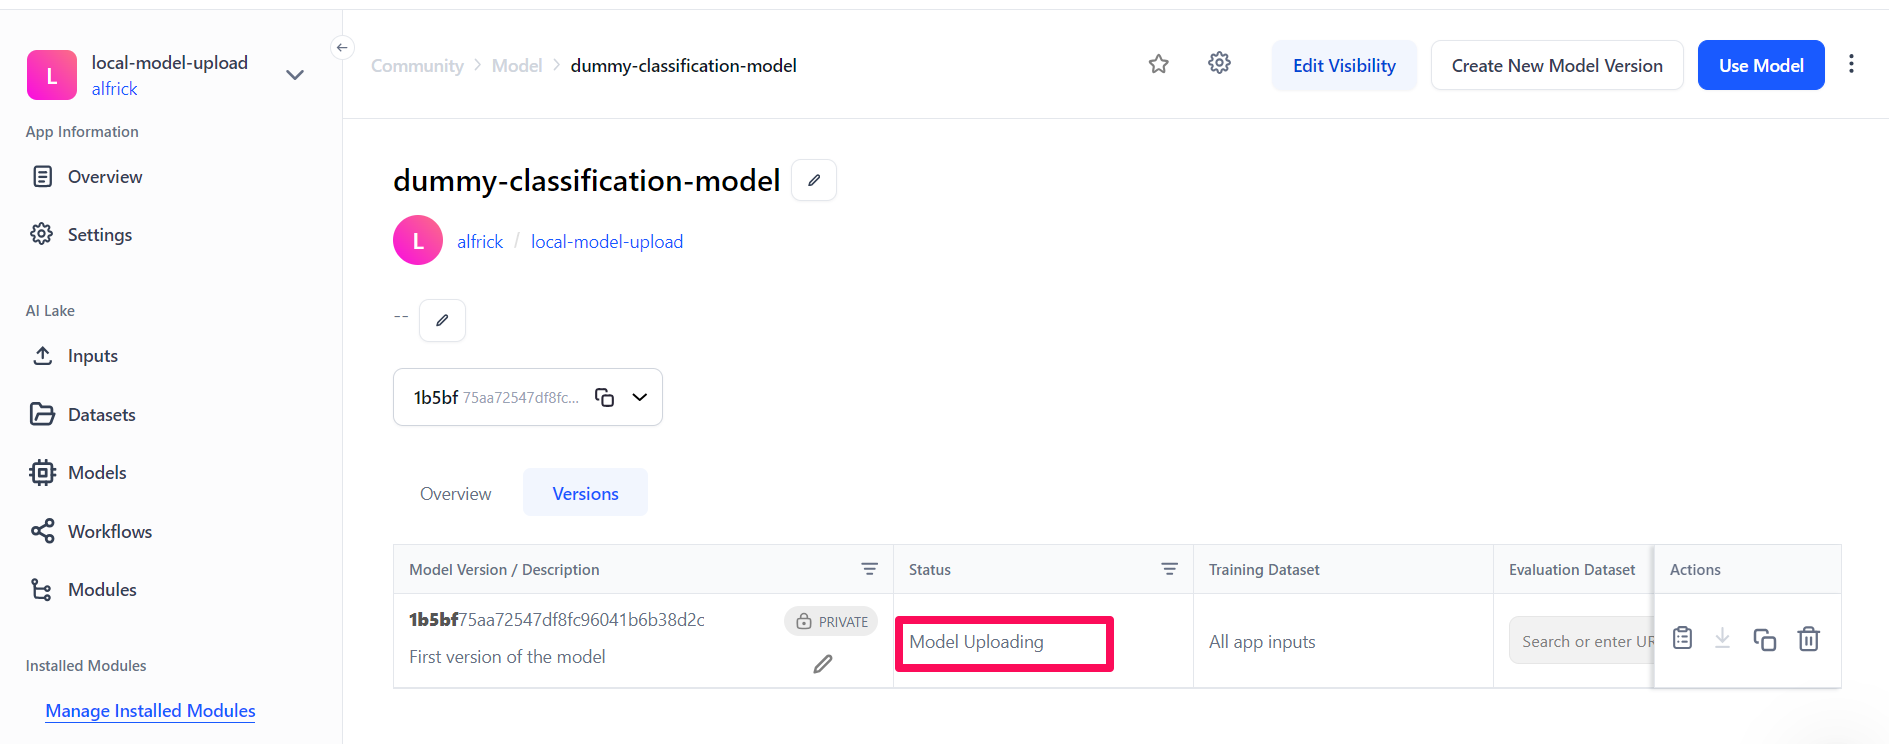 L
local-model-upload
alfrick
App Information
Overview
Settings
AI Lake
Inputs
Datasets
Models
Workflows
Modules
Installed Modules
Manage Installed Modules
Community > Model > dummy-classification-model
Edit Visibility
Create New Model Version
Use Model
dummy-classification-model
L
alfrick / local-model-upload
--
1b5bf 75aa72547df8fc...
Overview
Versions
Model Version / Description
Status
Training Dataset
Evaluation Dataset
Actions
1b5bf75aa72547df8fc96041b6b38d2c
PRIVATE
First version of the model
Model Uploading
All app inputs
Search or enter UR